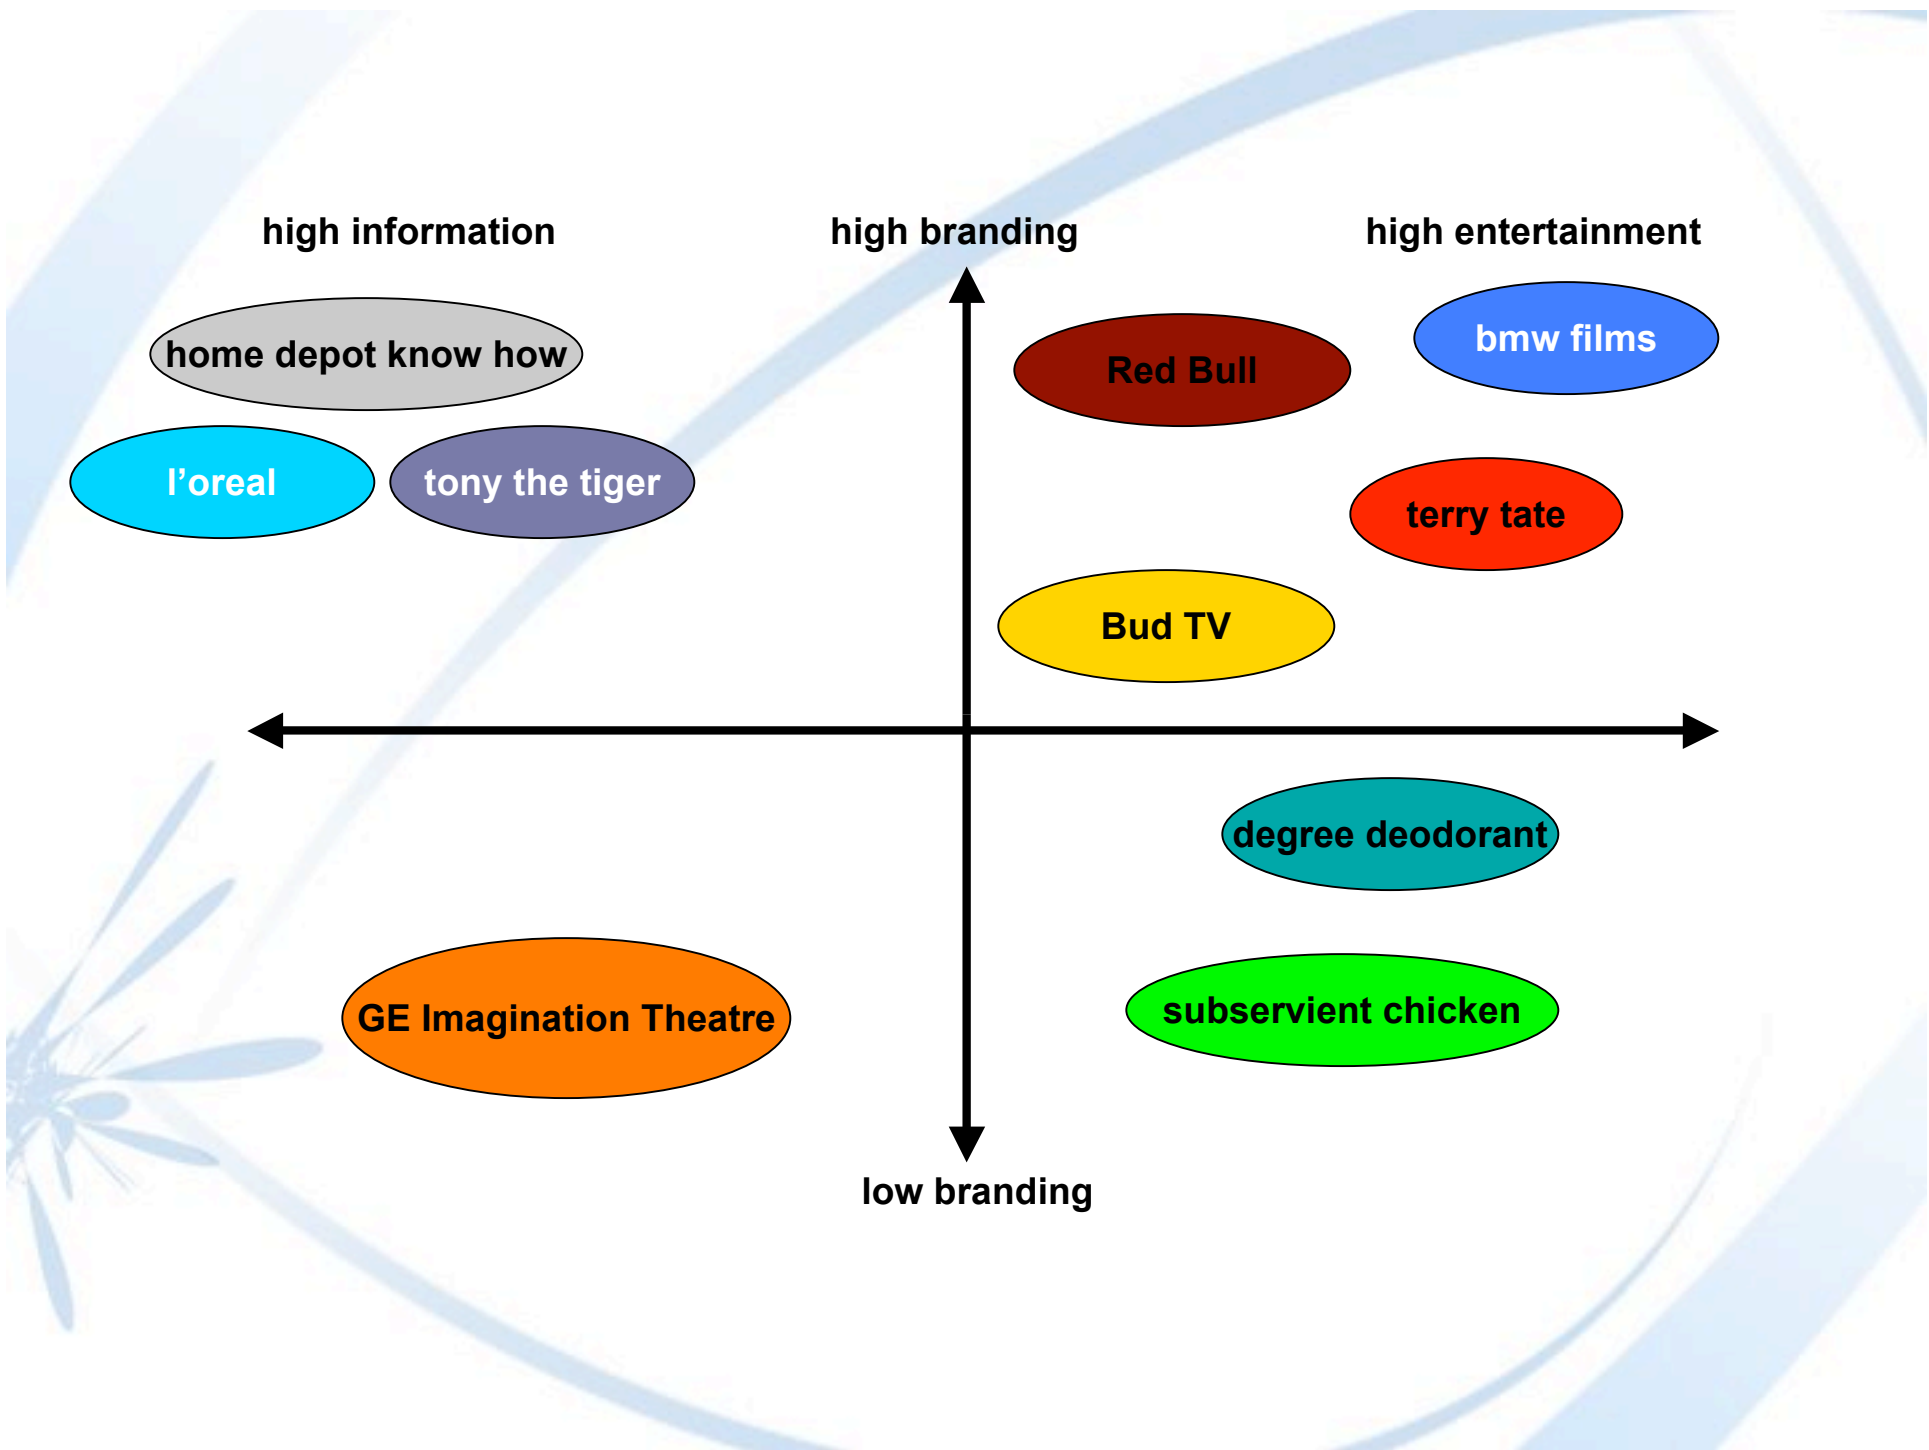 high information
high branding
high entertainment
home depot know how
Red Bull
bmw films
l’oreal
tony the tiger
terry tate
Bud TV
degree deodorant
GE Imagination Theatre
subservient chicken
low branding